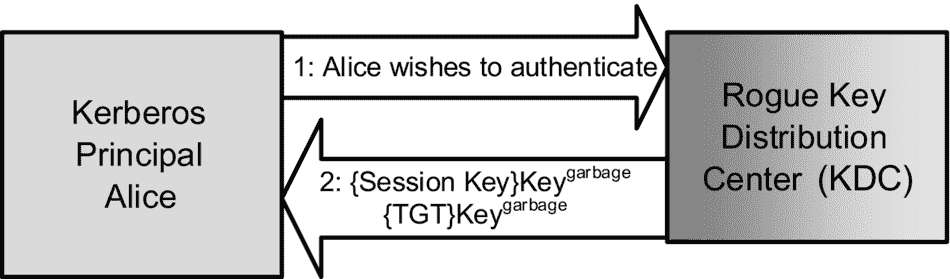 Kerberos
Principal
Alice
1: Alice wishes to authenticate
2: {Session Key}Key^garbage
{TGT}Key^garbage
Rogue Key
Distribution
Center (KDC)